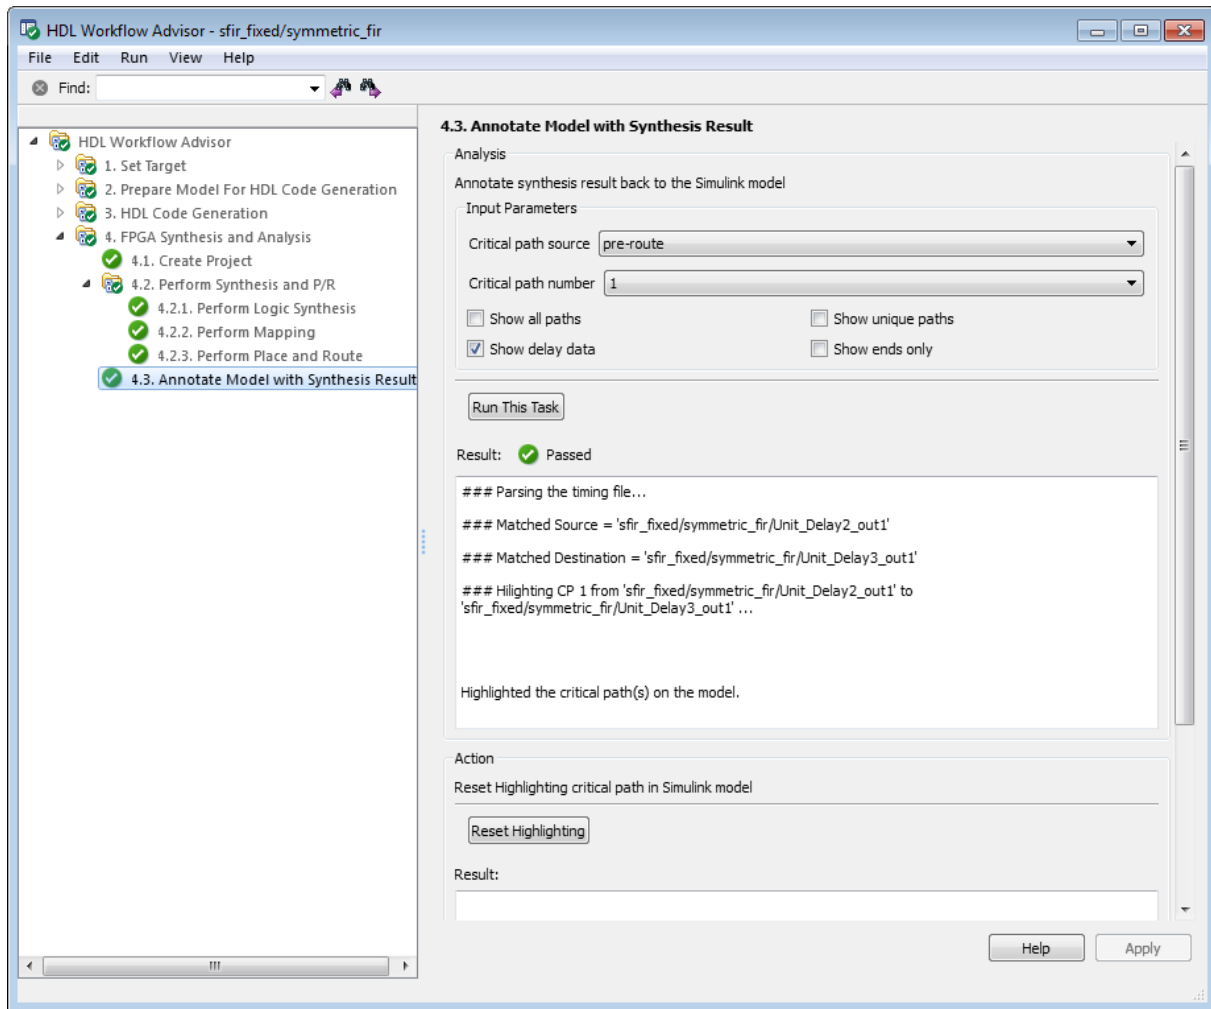 HDL Workflow Advisor - sfir_fixed/symmetric_fir
File Edit Run View Help
Find:
HDL Workflow Advisor
1. Set Target
2. Prepare Model For HDL Code Generation
3. HDL Code Generation
4. FPGA Synthesis and Analysis
4.1. Create Project
4.2. Perform Synthesis and P/R
4.2.1. Perform Logic Synthesis
4.2.2. Perform Mapping
4.2.3. Perform Place and Route
4.3. Annotate Model with Synthesis Result
4.3. Annotate Model with Synthesis Result
Analysis
Annotate synthesis result back to the Simulink model
Input Parameters
Critical path source pre-route
Critical path number 1
Show all paths Show unique paths
Show delay data Show ends only
Run This Task
Result: Passed
### Parsing the timing file...
### Matched Source = 'sfir_fixed/symmetric_fir/Unit_Delay2_out1'
### Matched Destination = 'sfir_fixed/symmetric_fir/Unit_Delay3_out1'
### Hilighting CP 1 from 'sfir_fixed/symmetric_fir/Unit_Delay2_out1' to
'sfir_fixed/symmetric_fir/Unit_Delay3_out1' ...
Highlighted the critical path(s) on the model.
Action
Reset Highlighting critical path in Simulink model
Reset Highlighting
Result:
Help Apply